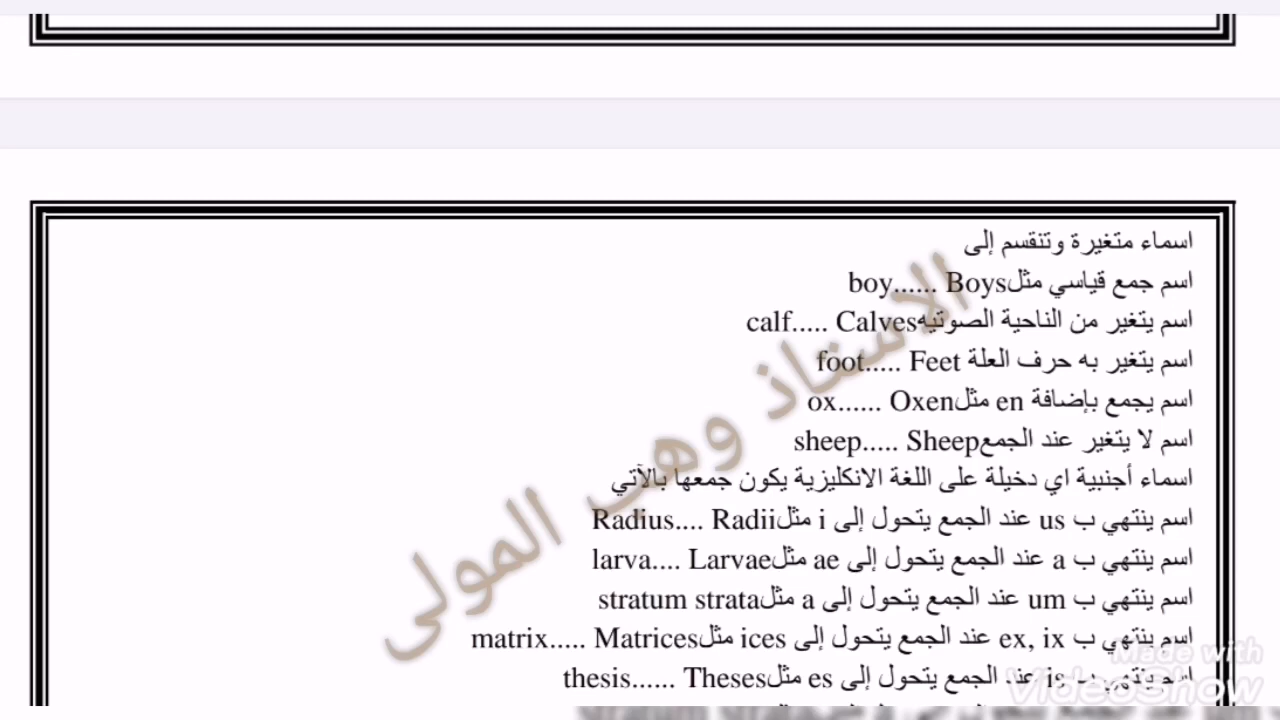 اسماء متغيرة وتنقسم إلى
اسم جمع قياسي مثلboy...... Boys
اسم يتغير من الناحية الصوتيهcalf..... Calves
اسم يتغير به حرف العلة foot..... Feet
اسم يجمع بإضافة en مثلox...... Oxen
اسم لا يتغير عند الجمعsheep..... Sheep
اسماء أجنبية اي دخيلة على اللغة الانكليزية يكون جمعها بالآتي
اسم ينتهي ب us عند الجمع يتحول إلى i مثلRadius.... Radii
اسم ينتهي ب a عند الجمع يتحول إلى ae مثلlarva.... Larvae
اسم ينتهي ب um عند الجمع يتحول إلى a مثلstratum strata
اسم ينتهي ب ex, ix عند الجمع يتحول إلى ices مثلmatrix..... Matrices
اسم ينتهي ب is عند الجمع يتحول إلى es مثلthesis...... Theses
الاستاذ وهب المولى
Made with
VideoShow